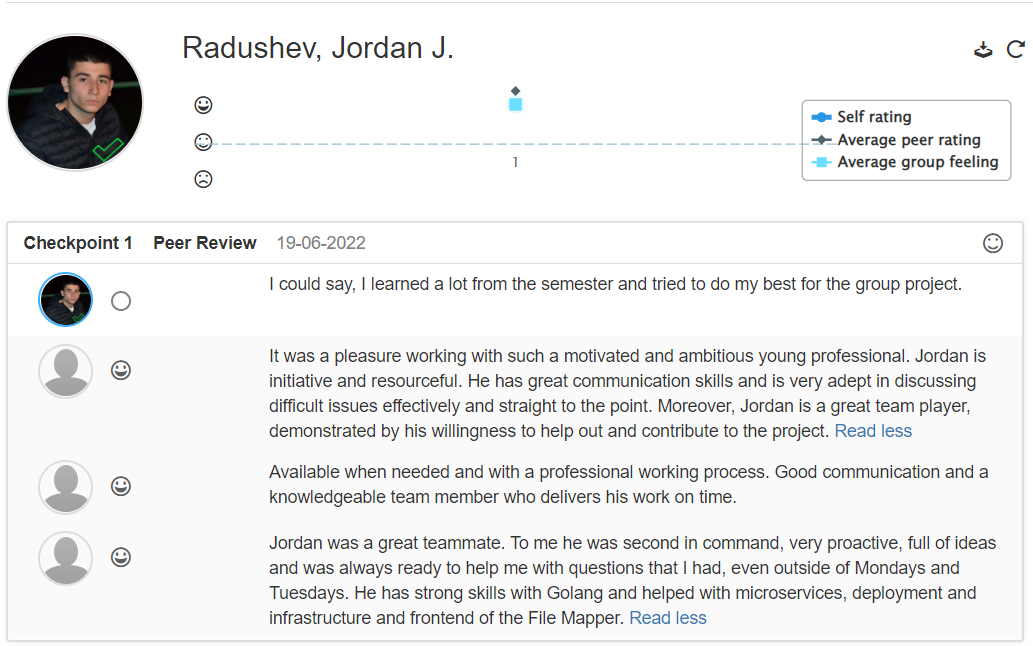 Radushev, Jordan J.
Self rating
Average peer rating
Average group feeling
1
Checkpoint 1 Peer Review 19-06-2022
I could say, I learned a lot from the semester and tried to do my best for the group project.
It was a pleasure working with such a motivated and ambitious young professional. Jordan is
initiative and resourceful. He has great communication skills and is very adept in discussing
difficult issues effectively and straight to the point. Moreover, Jordan is a great team player,
demonstrated by his willingness to help out and contribute to the project. Read less
Available when needed and with a professional working process. Good communication and a
knowledgeable team member who delivers his work on time.
Jordan was a great teammate. To me he was second in command, very proactive, full of ideas
and was always ready to help me with questions that I had, even outside of Mondays and
Tuesdays. He has strong skills with Golang and helped with microservices, deployment and
infrastructure and frontend of the File Mapper. Read less